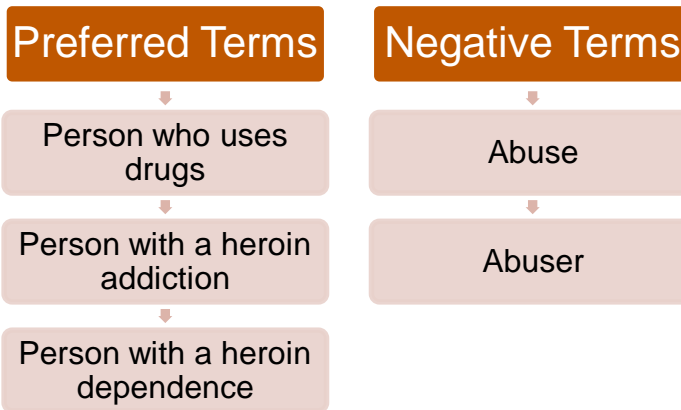 Preferred Terms
Person who uses
drugs
Person with a heroin
addiction
Person with a heroin
dependence
Negative Terms
Abuse
Abuser